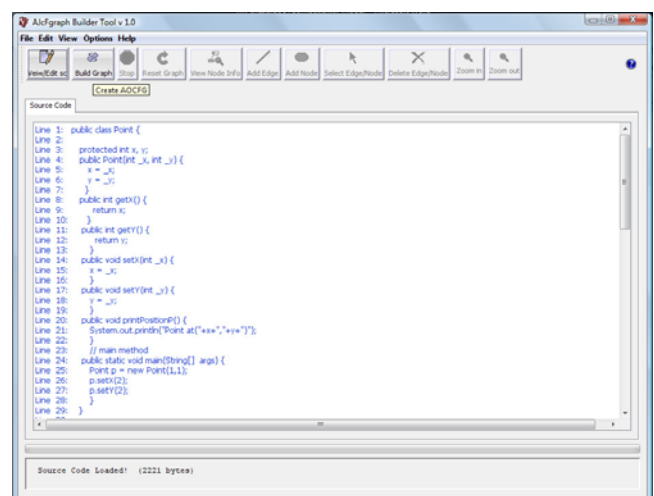 AlcFgraph Builder Tool v 1.0
File Edit View Options Help
Veiw/Edit sc Build Graph Stop Reset Graph View Node Info Add Edge Add Node Select Edge/Node Delete Edge/Node Zoom in Zoom out
Create AOCFG
Source Code
Line 1: public class Point {
Line 2:
Line 3: protected int x, y;
Line 4: public Point(int _x, int _y) {
Line 5: x = _x;
Line 6: y = _y;
Line 7: }
Line 8: public int getX() {
Line 9: return x;
Line 10: }
Line 11: public int getY() {
Line 12: return y;
Line 13: }
Line 14: public void setX(int _x) {
Line 15: x = _x;
Line 16: }
Line 17: public void setY(int _y) {
Line 18: y = _y;
Line 19: }
Line 20: public void printPositionP() {
Line 21: System.out.println("Point at("+x+","+y+")");
Line 22: }
Line 23: // main method
Line 24: public static void main(String[] args) {
Line 25: Point p = new Point(1,1);
Line 26: p.setX(2);
Line 27: p.setY(2);
Line 28: }
Line 29: }
Source Code Loaded! (2221 bytes)